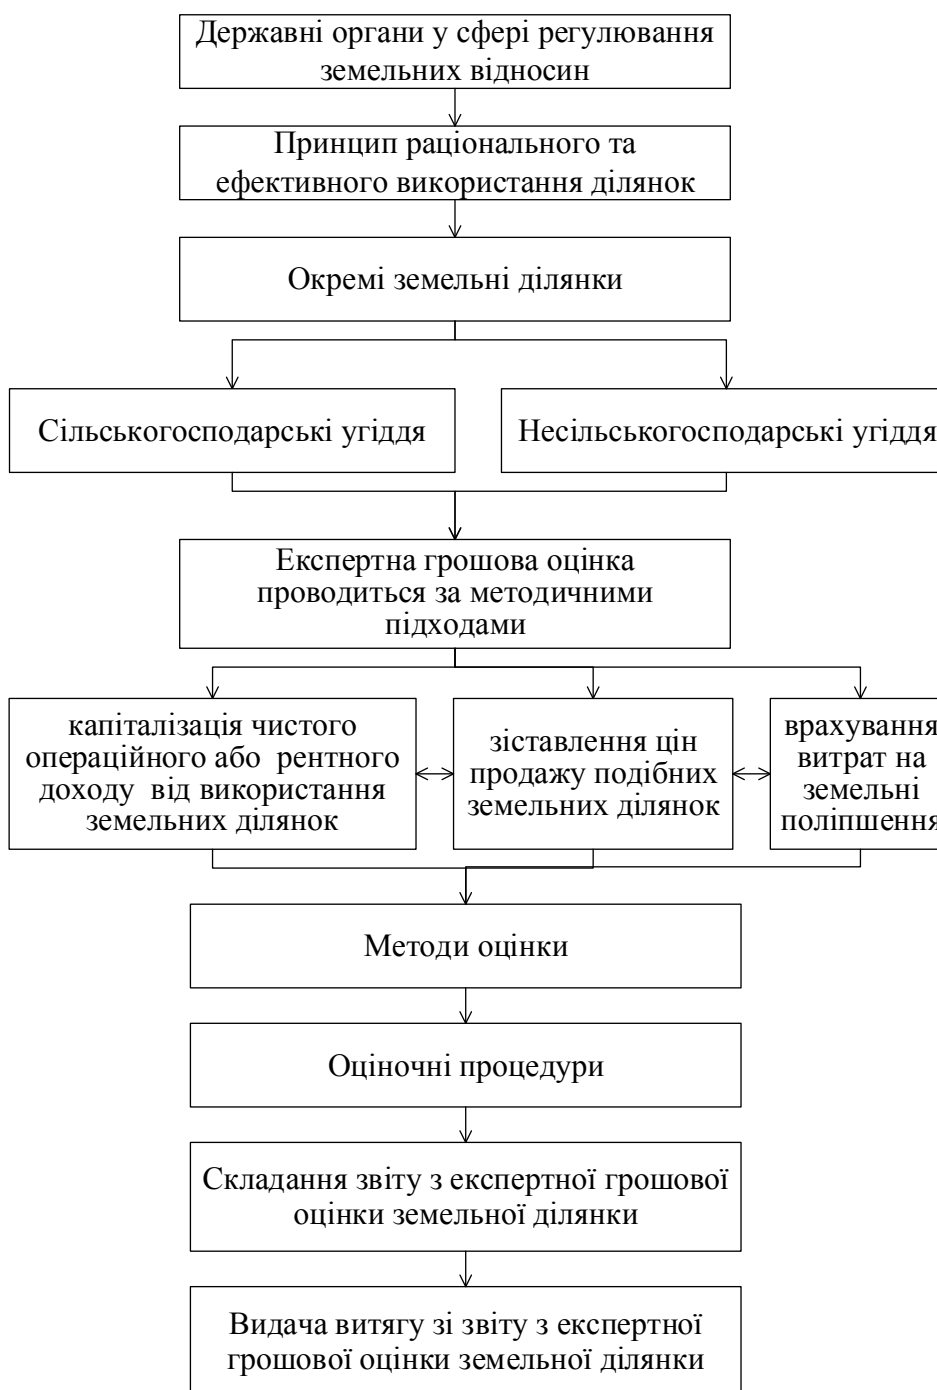 Державні органи у сфері регулювання
земельних відносин
Принцип раціонального та
ефективного використання ділянок
Окремі земельні ділянки
Сільськогосподарські угіддя
Несільськогосподарські угіддя
Експертна грошова оцінка
проводиться за методичними
підходами
капіталізація чистого
операційного або рентного
доходу від використання
земельних ділянок
зіставлення цін
продажу подібних
земельних ділянок
врахування
витрат на
земельні
поліпшення
Методи оцінки
Оціночні процедури
Складання звіту з експертної грошової
оцінки земельної ділянки
Видача витягу зі звіту з експертної
грошової оцінки земельної ділянки